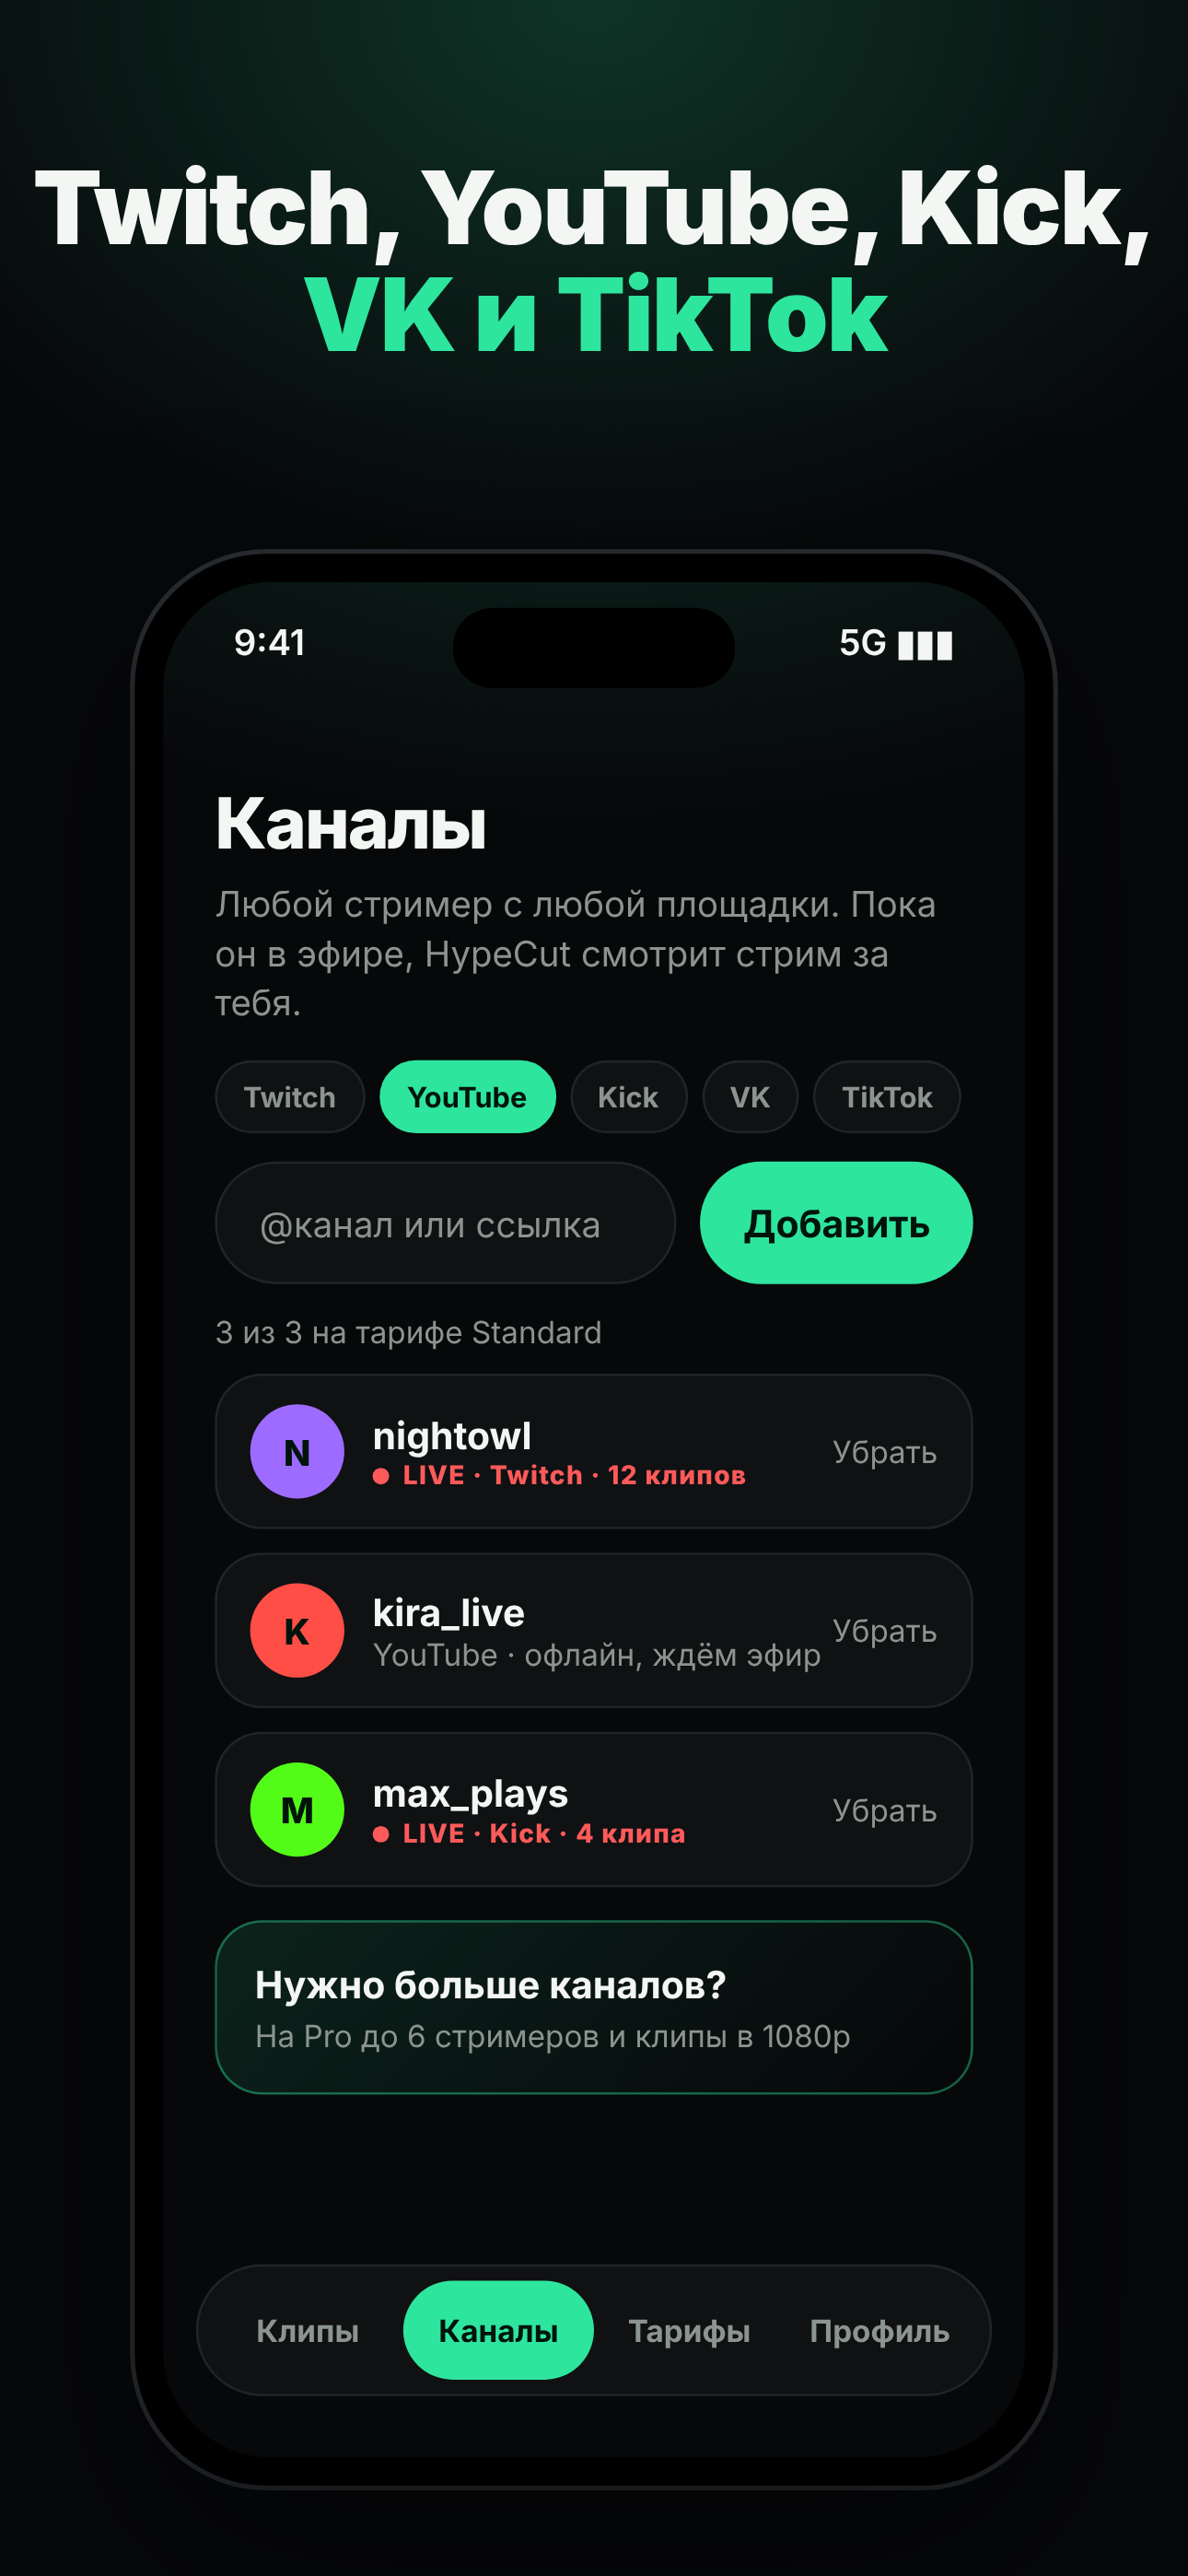 Twitch, YouTube, Kick,
VK и TikTok
9:41
5G
Каналы
Любой стример с любой площадки. Пока
он в эфире, HypeCut смотрит стрим за
тебя.
Twitch YouTube Kick VK TikTok
@канал или ссылка
Добавить
3 из 3 на тарифе Standard
N
nightowl
LIVE · Twitch · 12 клипов
Убрать
K
kira_live
YouTube · офлайн, ждём эфир
Убрать
M
max_plays
LIVE · Kick · 4 клипа
Убрать
Нужно больше каналов?
На Pro до 6 стримеров и клипы в 1080p
Клипы Каналы Тарифы Профиль